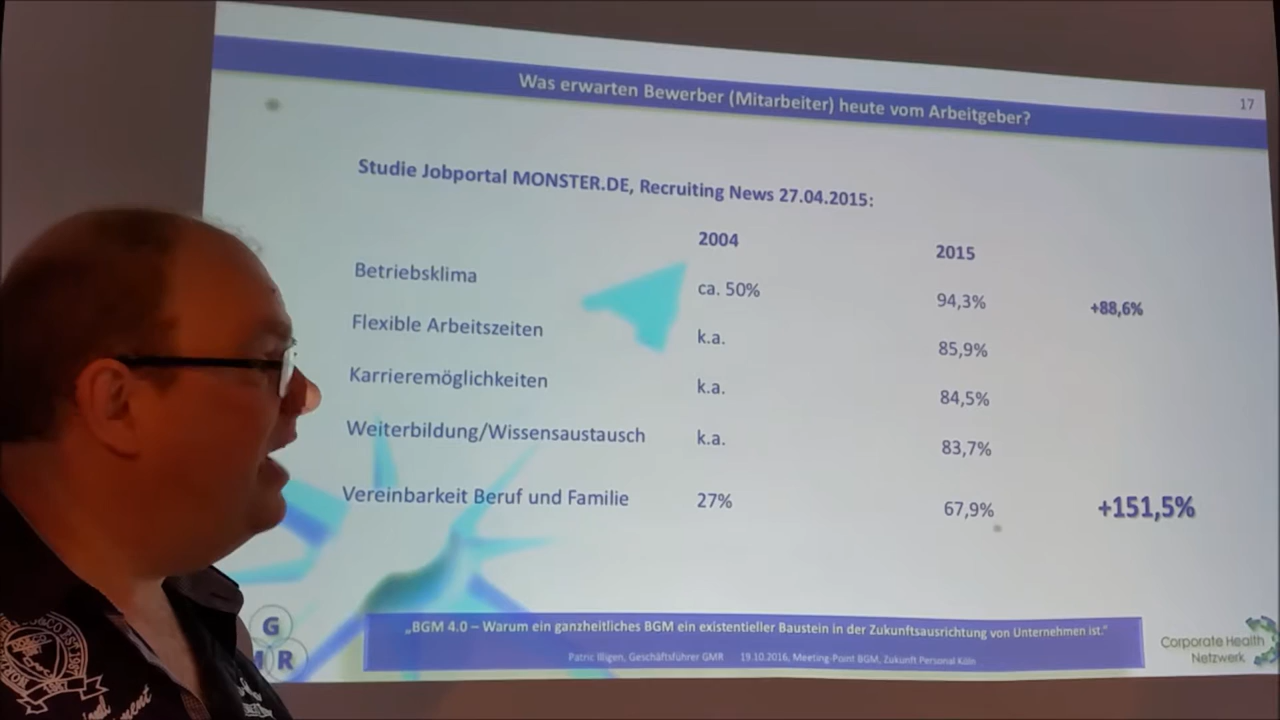 Was erwarten Bewerber (Mitarbeiter) heute vom Arbeitgeber?
17
Studie Jobportal MONSTER.DE, Recruiting News 27.04.2015:
2004 2015
Betriebsklima ca. 50% 94,3% +88,6%
Flexible Arbeitszeiten k.a. 85,9%
Karrieremöglichkeiten k.a. 84,5%
Weiterbildung/Wissensaustausch k.a. 83,7%
Vereinbarkeit Beruf und Familie 27% 67,9% +151,5%
„BGM 4.0 – Warum ein ganzheitliches BGM ein existentieller Baustein in der Zukunftsausrichtung von Unternehmen ist.“
Patric Illigen, Geschäftsführer GMR 19.10.2016, Meeting-Point BGM, Zukunft Personal Köln
G
M R
Corporate Health
Netzwerk